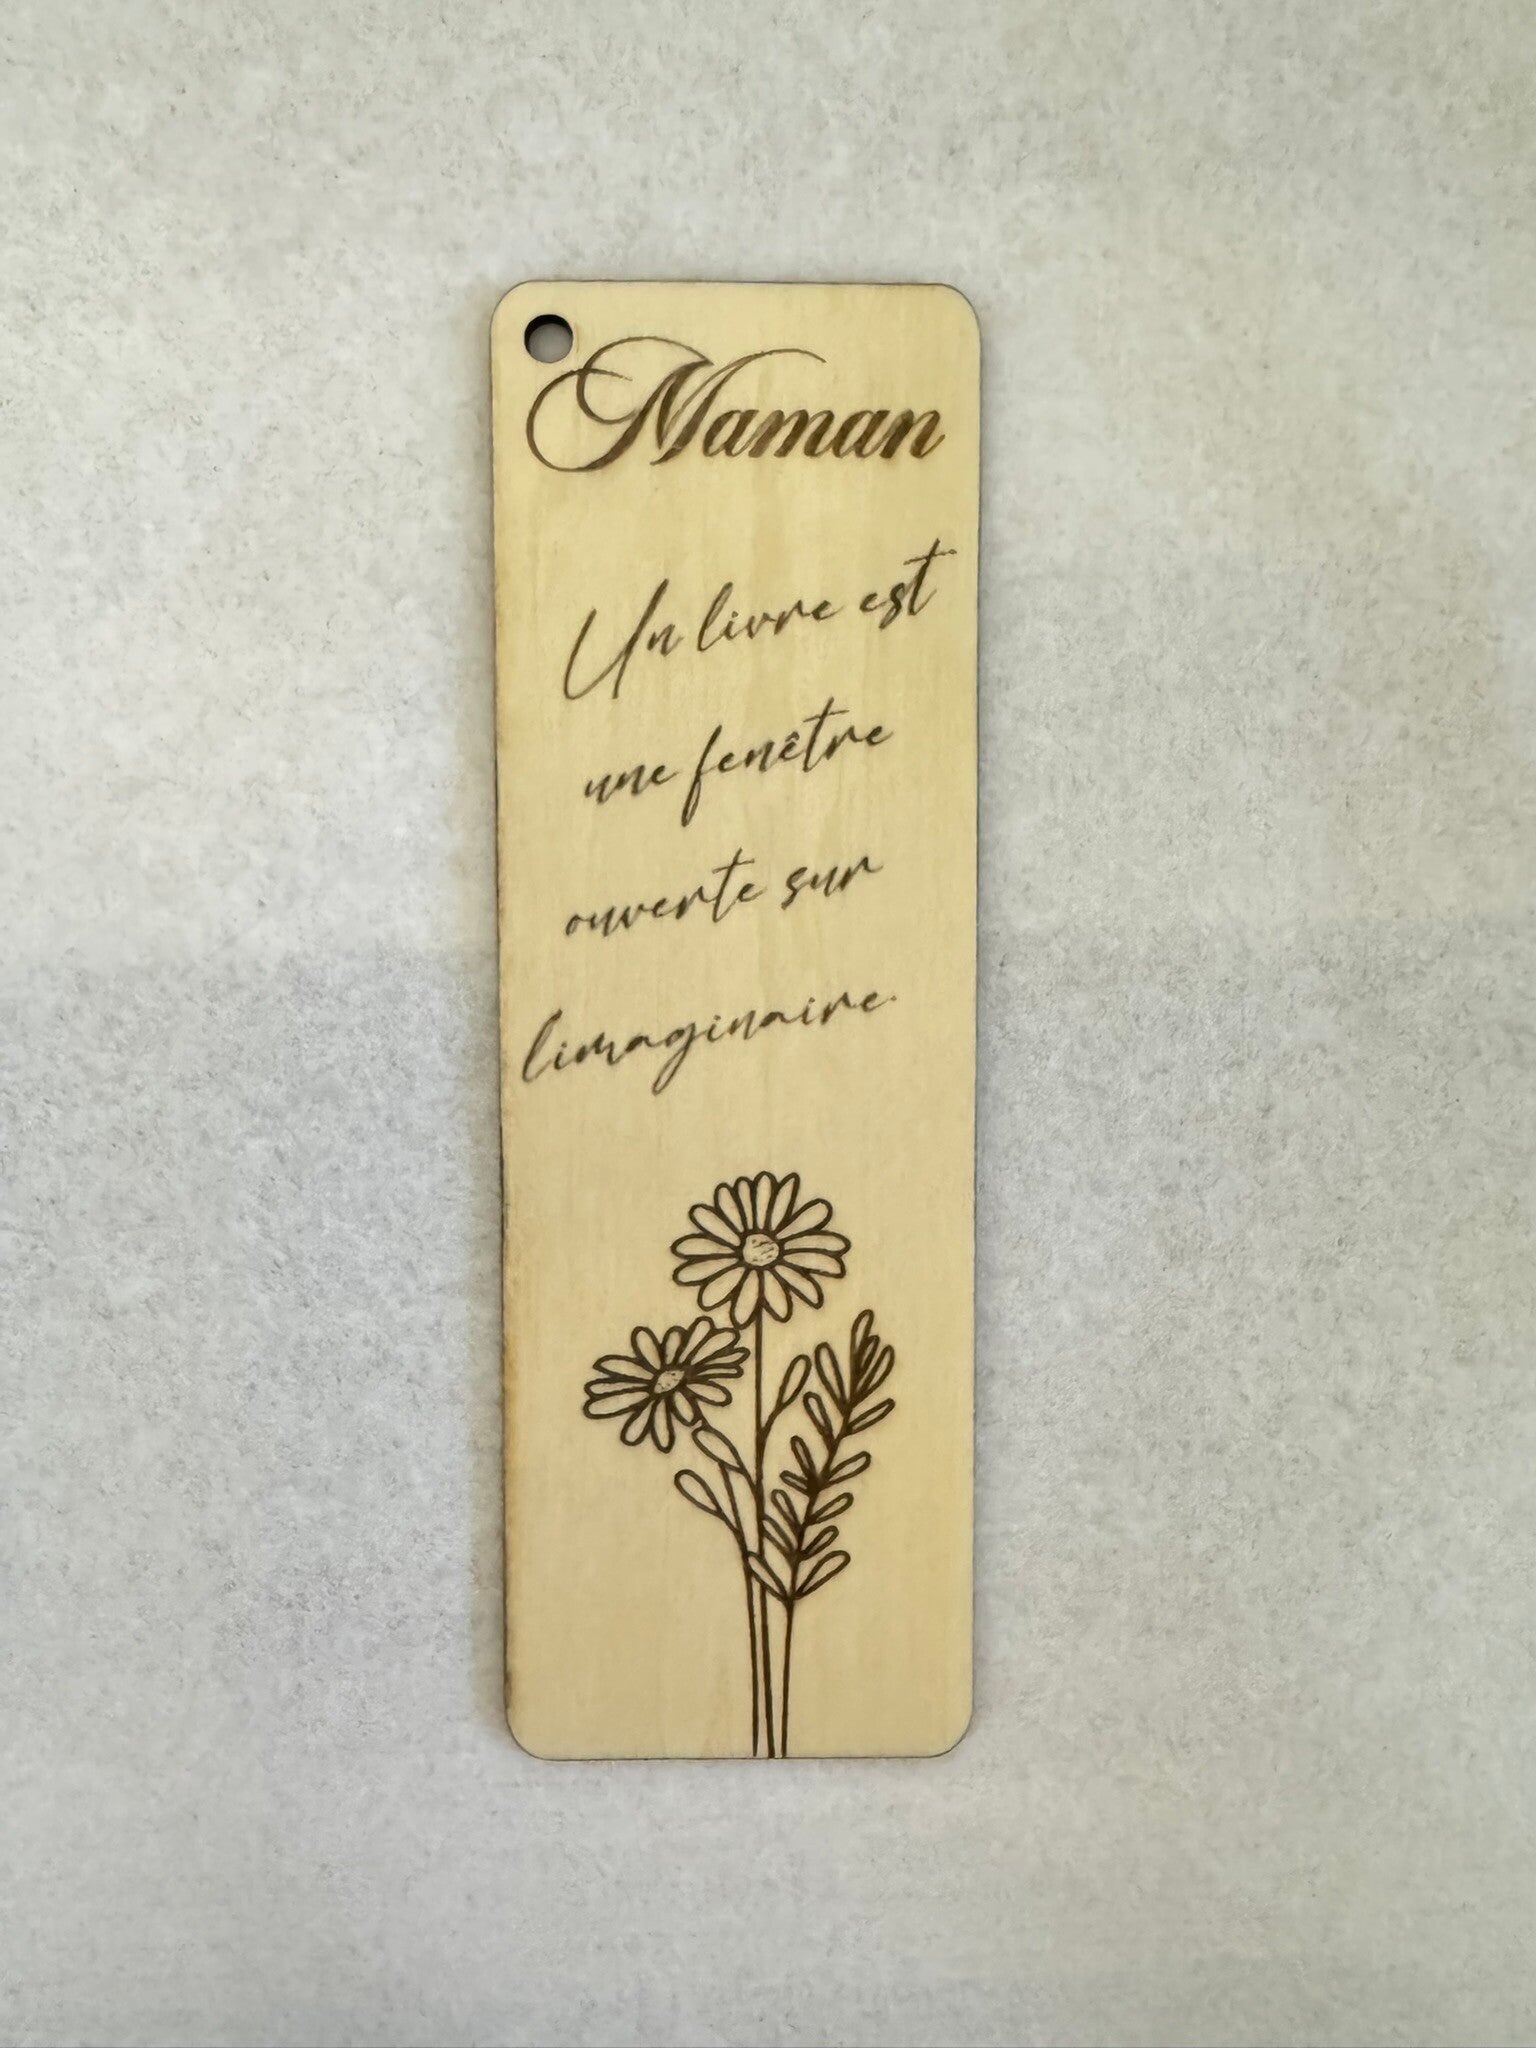 Maman
Un livre est
une fenêtre
ouverte sur
limaginaire.